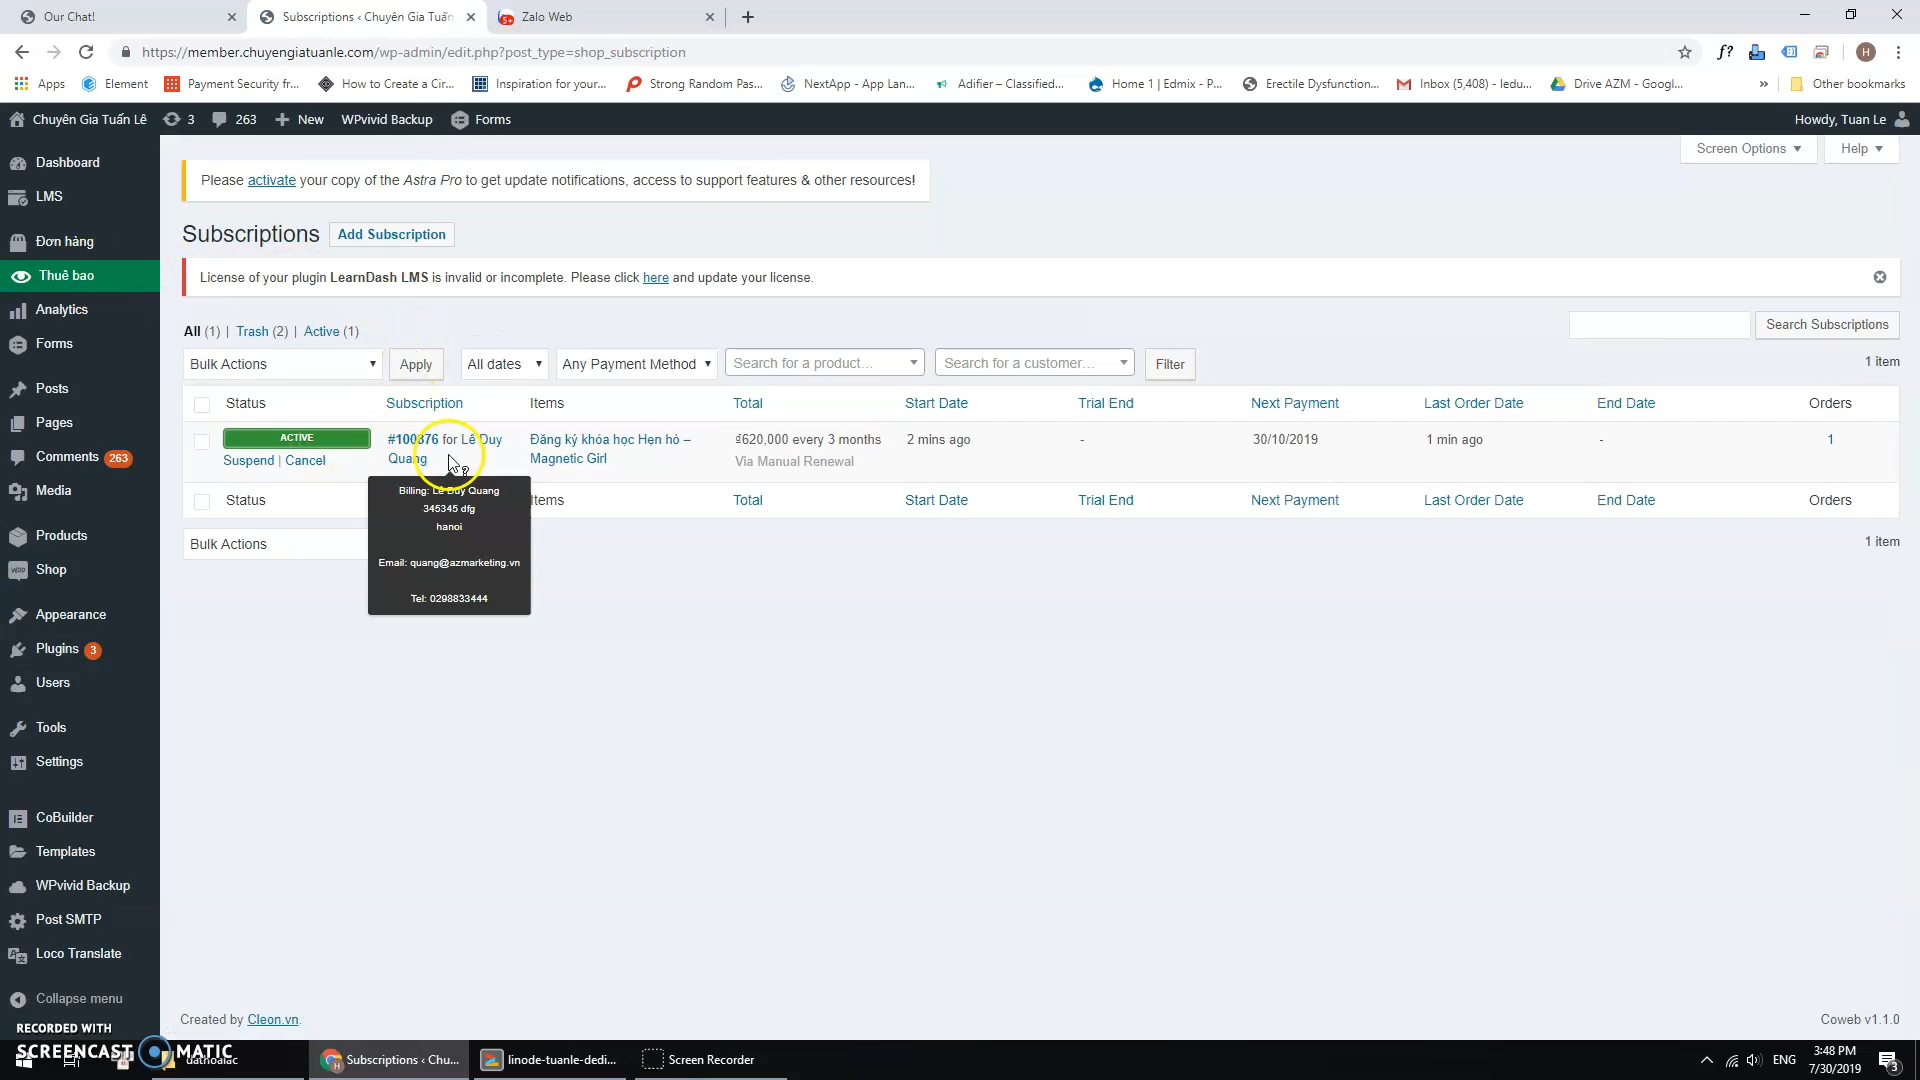 Our Chat!
Subscriptions ‹ Chuyên Gia Tuấn
Zalo Web
https://member.chuyengiatuanle.com/wp-admin/edit.php?post_type=shop_subscription
Apps
Element
Payment Security fr...
How to Create a Cir...
Inspiration for your...
Strong Random Pas...
NextApp - App Lan...
Adifier – Classified...
Home 1 | Edmix - P...
Erectile Dysfunction...
Inbox (5,408) - ledu...
Drive AZM - Googl...
Other bookmarks
Chuyên Gia Tuấn Lê
3
263
New
WPvivid Backup
Forms
Howdy, Tuan Le
Screen Options
Help
Dashboard
LMS
Đơn hàng
Thuê bao
Analytics
Forms
Posts
Pages
Comments 263
Media
Products
Shop
Appearance
Plugins 3
Users
Tools
Settings
CoBuilder
Templates
WPvivid Backup
Post SMTP
Loco Translate
Collapse menu
Please activate your copy of the Astra Pro to get update notifications, access to support features & other resources!
Subscriptions
Add Subscription
License of your plugin LearnDash LMS is invalid or incomplete. Please click here and update your license.
All (1) | Trash (2) | Active (1)
Search Subscriptions
Bulk Actions
Apply
All dates
Any Payment Method
Search for a product…
Search for a customer…
Filter
1 item
Status
Subscription
Items
Total
Start Date
Trial End
Next Payment
Last Order Date
End Date
Orders
ACTIVE
Suspend | Cancel
#100876 for Lê Duy
Quang
Đăng ký khóa học Hẹn hò –
Magnetic Girl
₫620,000 every 3 months
Via Manual Renewal
2 mins ago
-
30/10/2019
1 min ago
-
1
Billing: Lê Duy Quang
345345 dfg
hanoi
Email: quang@azmarketing.vn
Tel: 0298833444
Status
Items
Total
Start Date
Trial End
Next Payment
Last Order Date
End Date
Orders
Bulk Actions
1 item
Created by Cleon.vn.
Coweb v1.1.0
RECORDED WITH
SCREENCAST MATIC
Subscriptions ‹ Chu...
linode-tuanle-dedi...
Screen Recorder
ENG
3:48 PM
7/30/2019
3